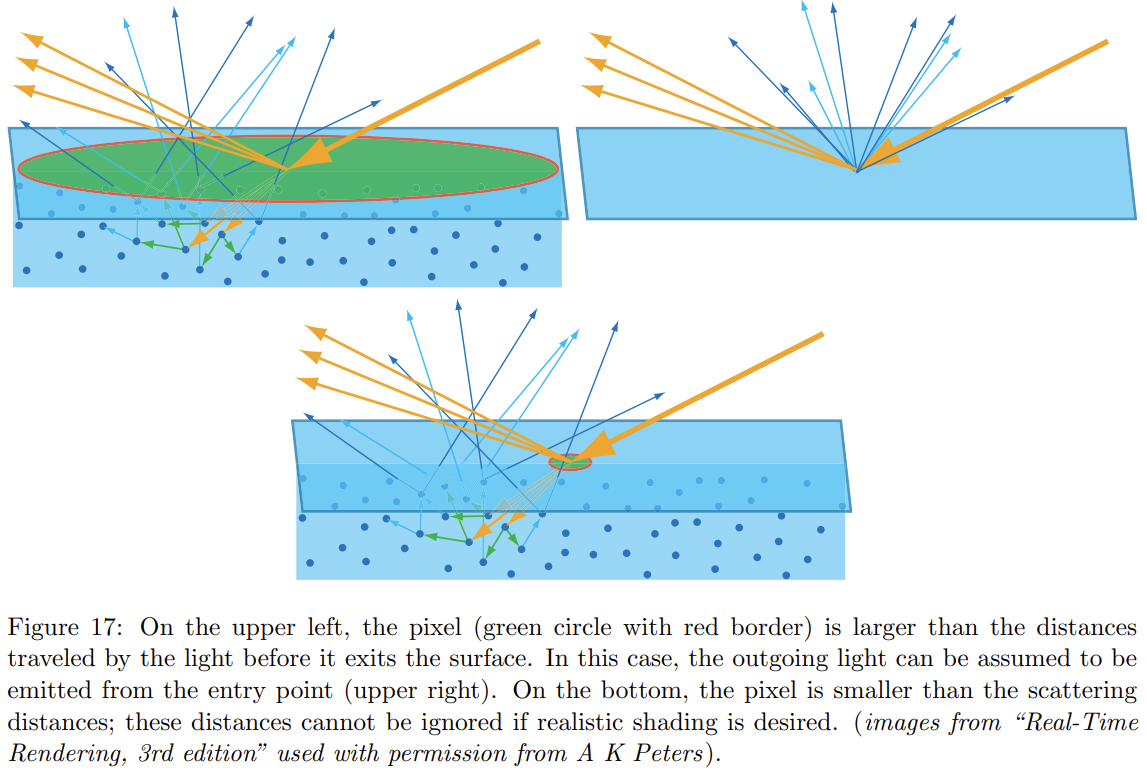 Figure 17: On the upper left, the pixel (green circle with red border) is larger than the distances
traveled by the light before it exits the surface. In this case, the outgoing light can be assumed to be
emitted from the entry point (upper right). On the bottom, the pixel is smaller than the scattering
distances; these distances cannot be ignored if realistic shading is desired. (images from “Real-Time
Rendering, 3rd edition” used with permission from A K Peters).